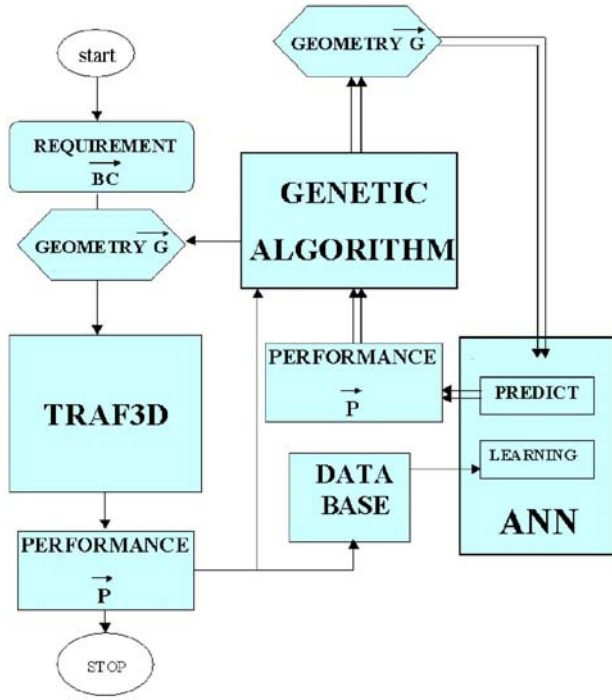 start
REQUIREMENT
BC
GEOMETRY G
TRAF3D
PERFORMANCE
P
STOP
GEOMETRY G
GENETIC
ALGORITHM
PERFORMANCE
P
DATA
BASE
PREDICT
LEARNING
ANN